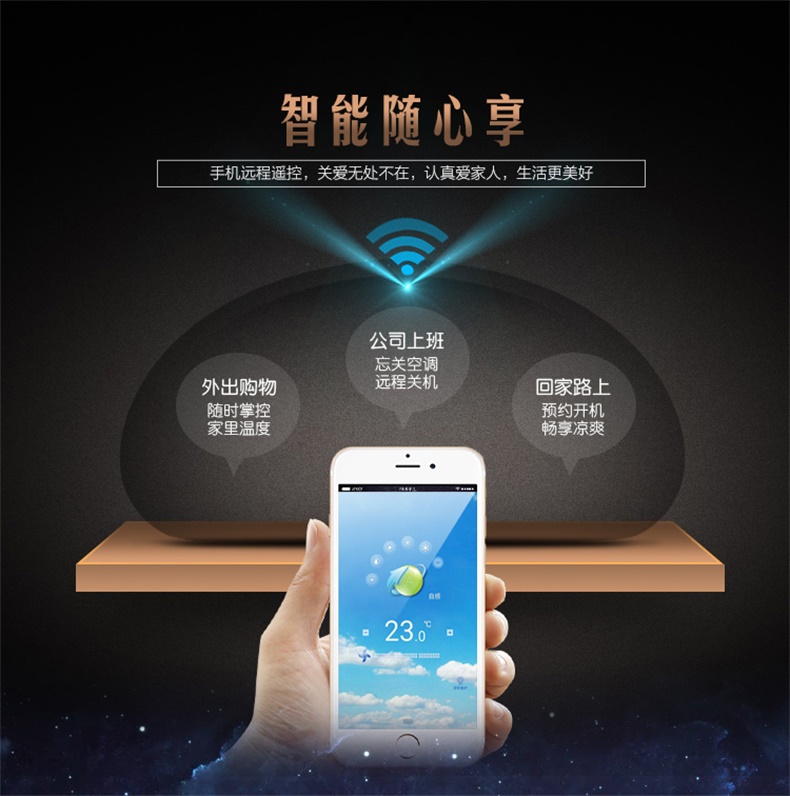 智能随心享
手机远程遥控，关爱无处不在，认真爱家人，生活更美好
公司上班
忘关空调
远程关机
外出购物
随时掌控
家里温度
回家路上
预约开机
畅享凉爽
23.0
℃